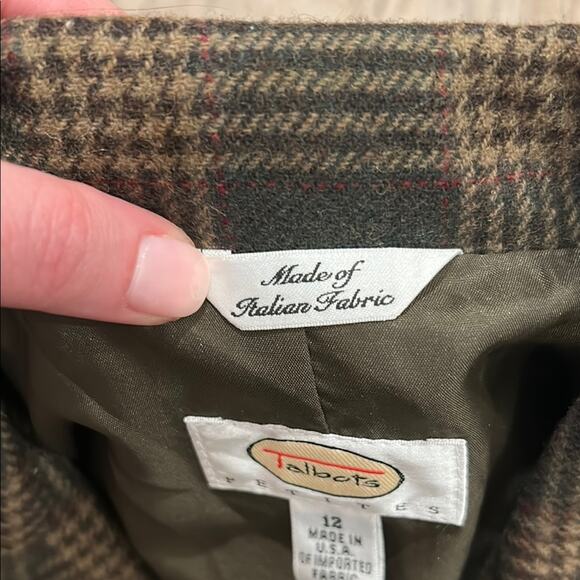 Made of
Italian Fabric
Talbots
PETITES
12
MADE IN
U.S.A.
OF IMPORTED
FABRIC